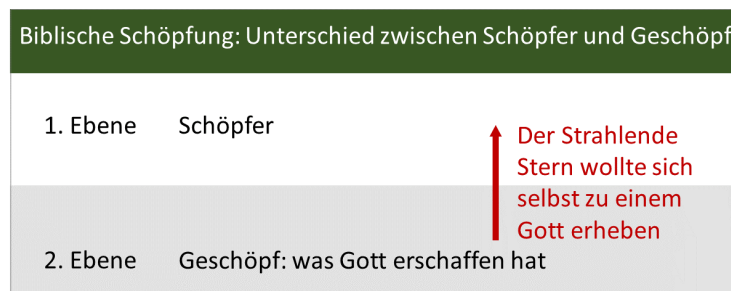 Biblische Schöpfung: Unterschied zwischen Schöpfer und Geschöpf
1. Ebene Schöpfer
Der Strahlende
Stern wollte sich
selbst zu einem
Gott erheben
2. Ebene Geschöpf: was Gott erschaffen hat